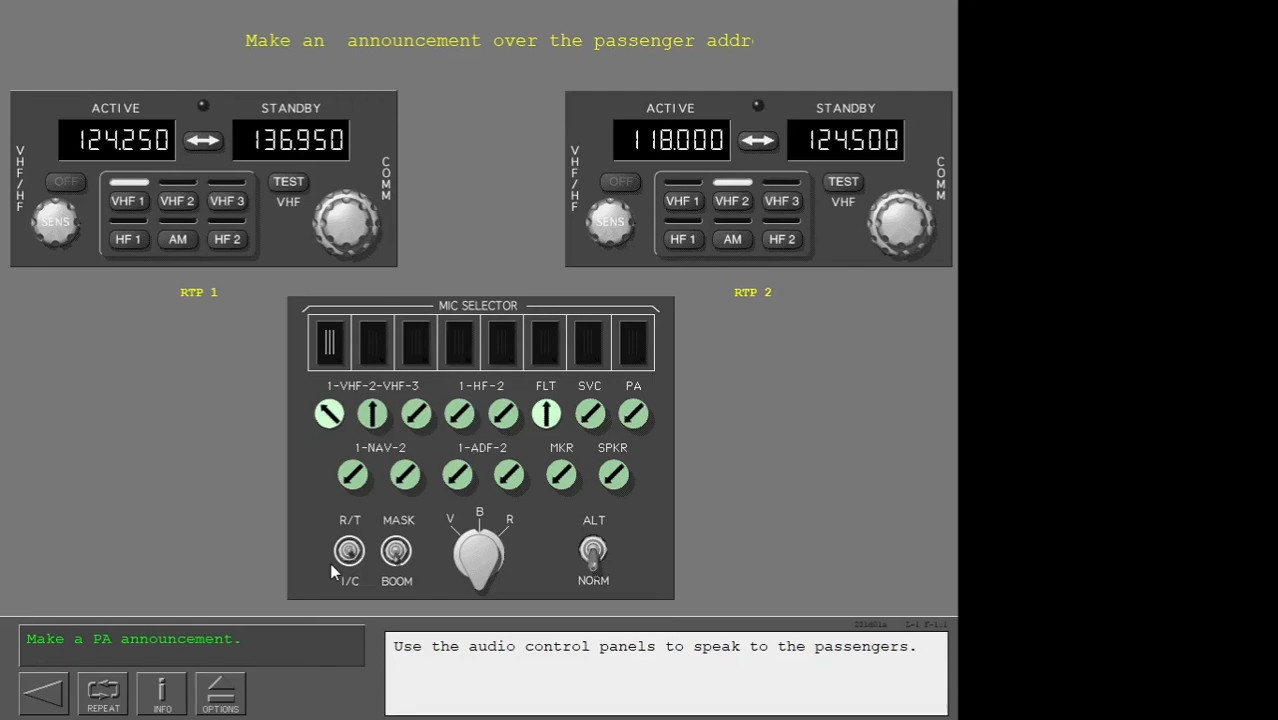 Make an  announcement over the passenger addr
ACTIVE
STANDBY
124.250
136.950
VHF/HF
COMM
OFF
SENS
VHF 1
VHF 2
VHF 3
TEST
VHF
HF 1
AM
HF 2
RTP 1
ACTIVE
STANDBY
118.000
124.500
VHF/HF
COMM
OFF
SENS
VHF 1
VHF 2
VHF 3
TEST
VHF
HF 1
AM
HF 2
RTP 2
MIC SELECTOR
1-VHF-2-VHF-3
1-HF-2
FLT
SVC
PA
1-NAV-2
1-ADF-2
MKR
SPKR
R/T
MASK
V
B
R
ALT
I/C
BOOM
NORM
Make a PA announcement.
Use the audio control panels to speak to the passengers.
REPEAT
INFO
OPTIONS